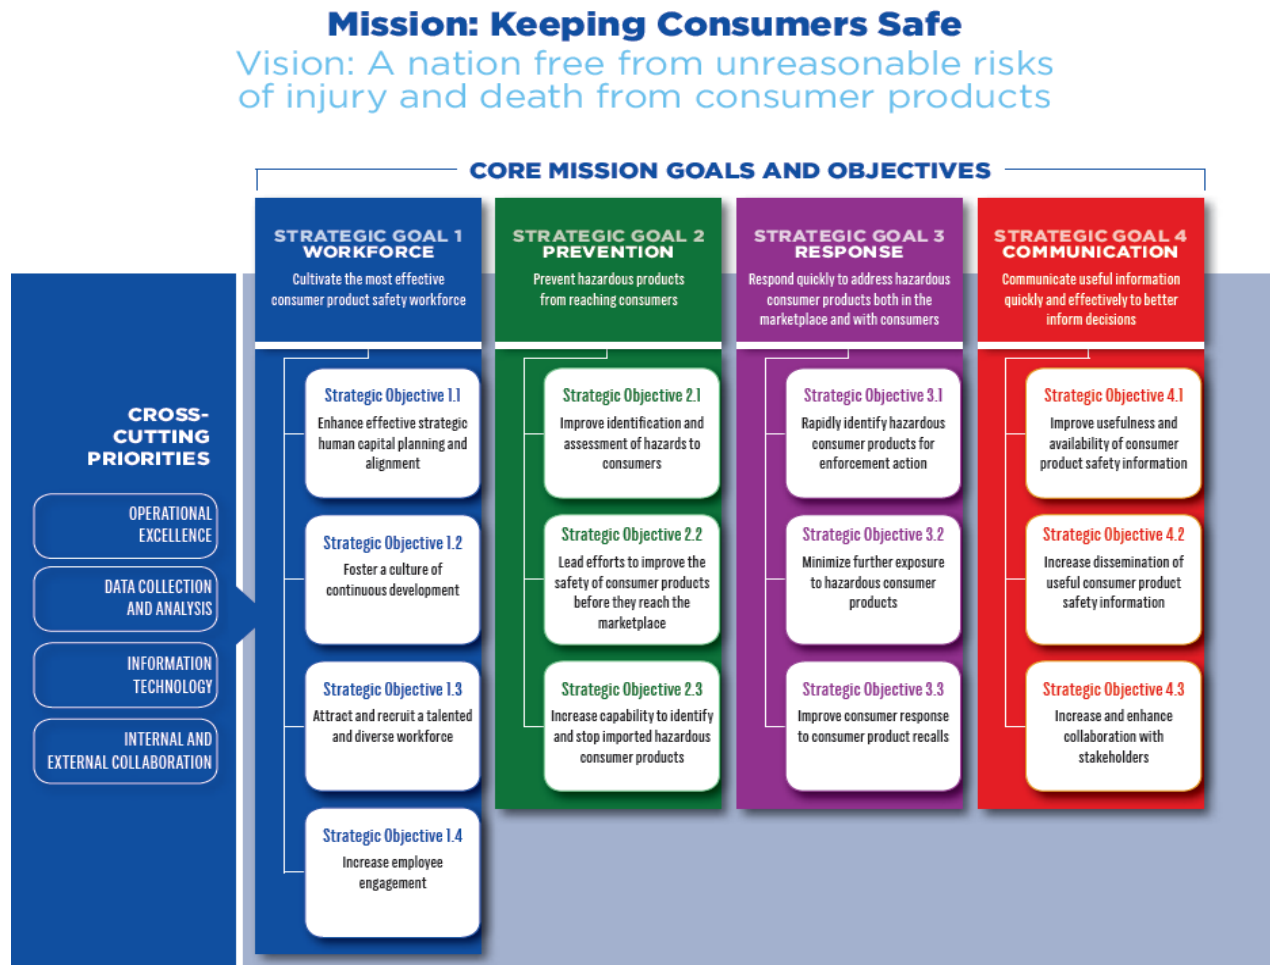 Mission: Keeping Consumers Safe
Vision: A nation free from unreasonable risks
of injury and death from consumer products
CORE MISSION GOALS AND OBJECTIVES
CROSS-
CUTTING
PRIORITIES
OPERATIONAL
EXCELLENCE
DATA COLLECTION
AND ANALYSIS
INFORMATION
TECHNOLOGY
INTERNAL AND
EXTERNAL COLLABORATION
STRATEGIC GOAL 1
WORKFORCE
Cultivate the most effective
consumer product safety workforce
Strategic Objective 1.1
Enhance effective strategic
human capital planning and
alignment
Strategic Objective 1.2
Foster a culture of
continuous development
Strategic Objective 1.3
Attract and recruit a talented
and diverse workforce
Strategic Objective 1.4
Increase employee
engagement
STRATEGIC GOAL 2
PREVENTION
Prevent hazardous products
from reaching consumers
Strategic Objective 2.1
Improve identification and
assessment of hazards to
consumers
Strategic Objective 2.2
Lead efforts to improve the
safety of consumer products
before they reach the
marketplace
Strategic Objective 2.3
Increase capability to identify
and stop imported hazardous
consumer products
STRATEGIC GOAL 3
RESPONSE
Respond quickly to address hazardous
consumer products both in the
marketplace and with consumers
Strategic Objective 3.1
Rapidly identify hazardous
consumer products for
enforcement action
Strategic Objective 3.2
Minimize further exposure
to hazardous consumer
products
Strategic Objective 3.3
Improve consumer response
to consumer product recalls
STRATEGIC GOAL 4
COMMUNICATION
Communicate useful information
quickly and effectively to better
inform decisions
Strategic Objective 4.1
Improve usefulness and
availability of consumer
product safety information
Strategic Objective 4.2
Increase dissemination of
useful consumer product
safety information
Strategic Objective 4.3
Increase and enhance
collaboration with
stakeholders